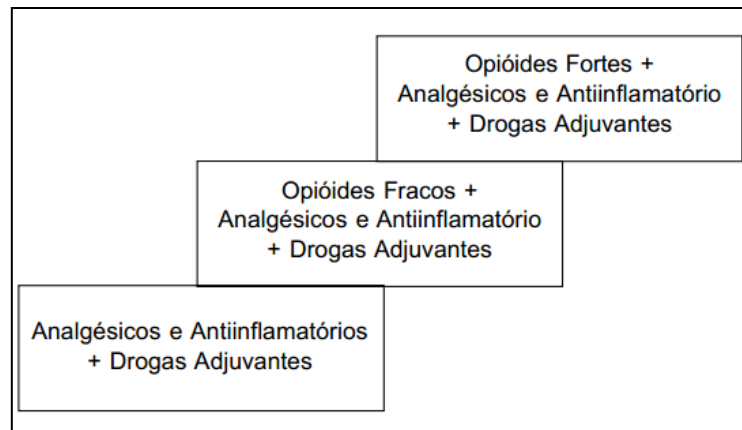 Opióides Fortes +
Analgésicos e Antiinflamatório
+ Drogas Adjuvantes
Opióides Fracos +
Analgésicos e Antiinflamatório
+ Drogas Adjuvantes
Analgésicos e Antiinflamatórios
+ Drogas Adjuvantes